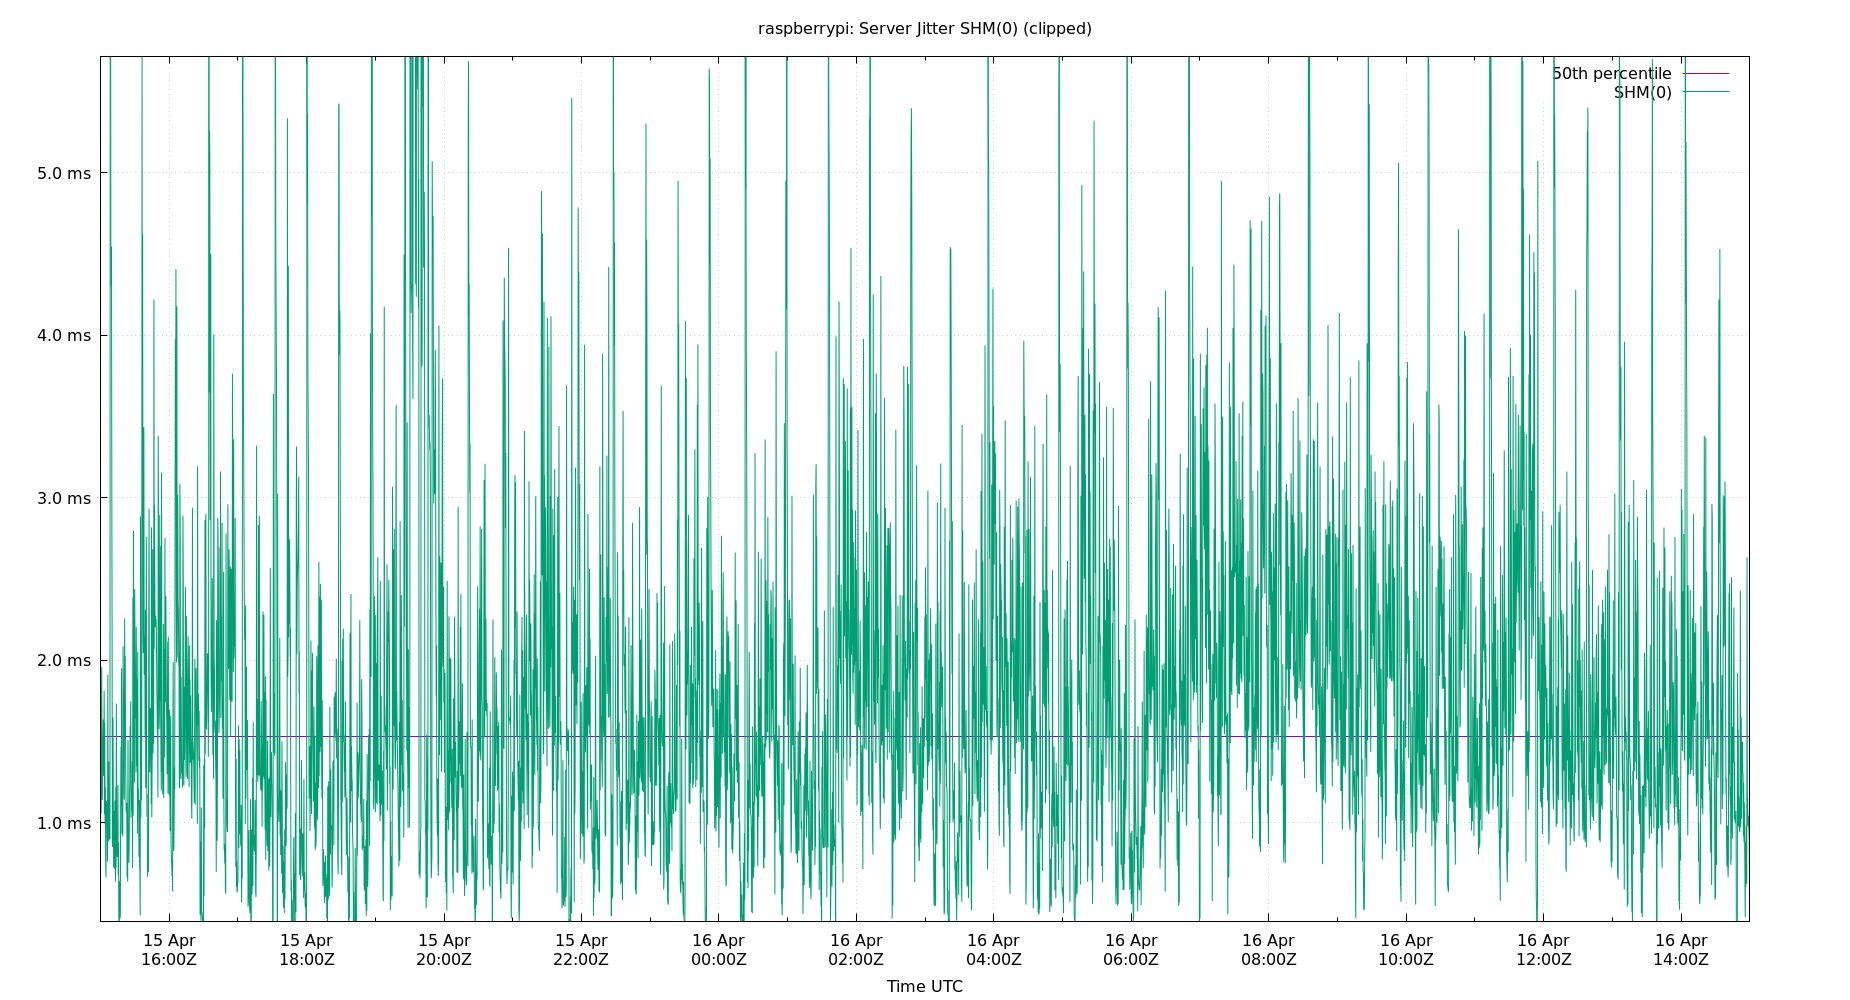 raspberrypi: Server Jitter SHM(0) (clipped)
50th percentile
SHM(0)
5.0 ms
4.0 ms
3.0 ms
2.0 ms
1.0 ms
15 Apr 15 Apr 15 Apr 15 Apr 16 Apr 16 Apr 16 Apr 16 Apr 16 Apr 16 Apr 16 Apr 16 Apr
16:00Z 18:00Z 20:00Z 22:00Z 00:00Z 02:00Z 04:00Z 06:00Z 08:00Z 10:00Z 12:00Z 14:00Z
Time UTC